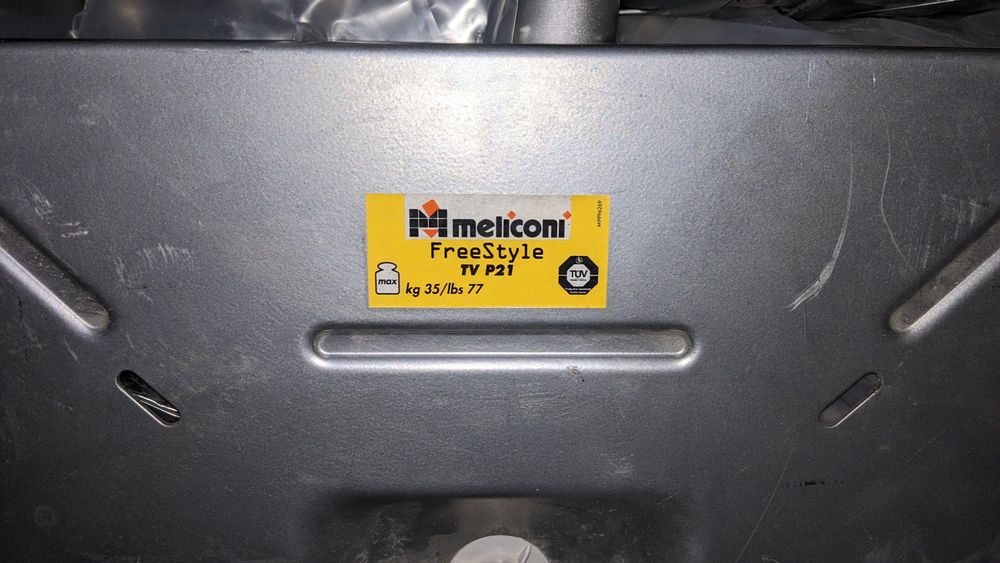 meliconi
FreeStyle
TV P21
max
kg 35/lbs 77
TÜV